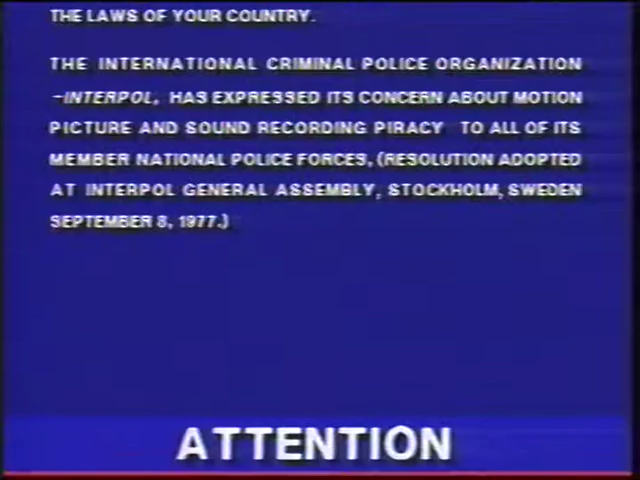 THE LAWS OF YOUR COUNTRY.
THE INTERNATIONAL CRIMINAL POLICE ORGANIZATION
-INTERPOL, HAS EXPRESSED ITS CONCERN ABOUT MOTION
PICTURE AND SOUND RECORDING PIRACY TO ALL OF ITS
MEMBER NATIONAL POLICE FORCES, (RESOLUTION ADOPTED
AT INTERPOL GENERAL ASSEMBLY, STOCKHOLM, SWEDEN
SEPTEMBER 8, 1977.)
ATTENTION